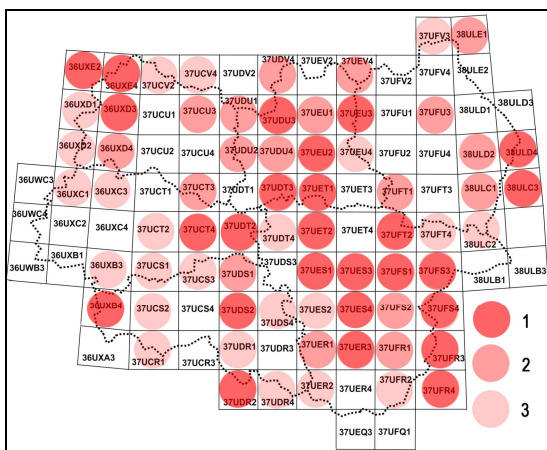 37UFV3 38ULE1
36UXE2 36UXE4 37UCV2 37UCV4 37UDV2 37UDV4 37UEV2 37UEV4 37UFV2 37UFV4 38ULE2
36UXD1 36UXD3 37UCU1 37UCU3 37UDU1 37UDU3 37UEU1 37UEU3 37UFU1 37UFU3 38ULD1 38ULD3
36UXD2 36UXD4 37UCU2 37UCU4 37UDU2 37UDU4 37UEU2 37UEU4 37UFU2 37UFU4 38ULD2 38ULD4
36UWC3 36UXC1 36UXC3 37UCT1 37UCT3 37UDT1 37UDT3 37UET1 37UET3 37UFT1 37UFT3 38ULC1 38ULC3
36UWC4 36UXC2 36UXC4 37UCT2 37UCT4 37UDT2 37UDT4 37UET2 37UET4 37UFT2 37UFT4 38ULC2
36UWB3 36UXB1 36UXB3 37UCS1 37UCS3 37UDS1 37UDS3 37UES1 37UES3 37UFS1 37UFS3 38ULB1 38ULB3
36UXB4 37UCS2 37UCS4 37UDS2 37UDS4 37UES2 37UES4 37UFS2 37UFS4 1
36UXA3 37UCR1 37UCR3 37UDR1 37UDR3 37UER1 37UER3 37UFR1 37UFR3 2
37UDR2 37UDR4 37UER2 37UER4 37UFR2 37UFR4 3
37UEQ3 37UFQ1